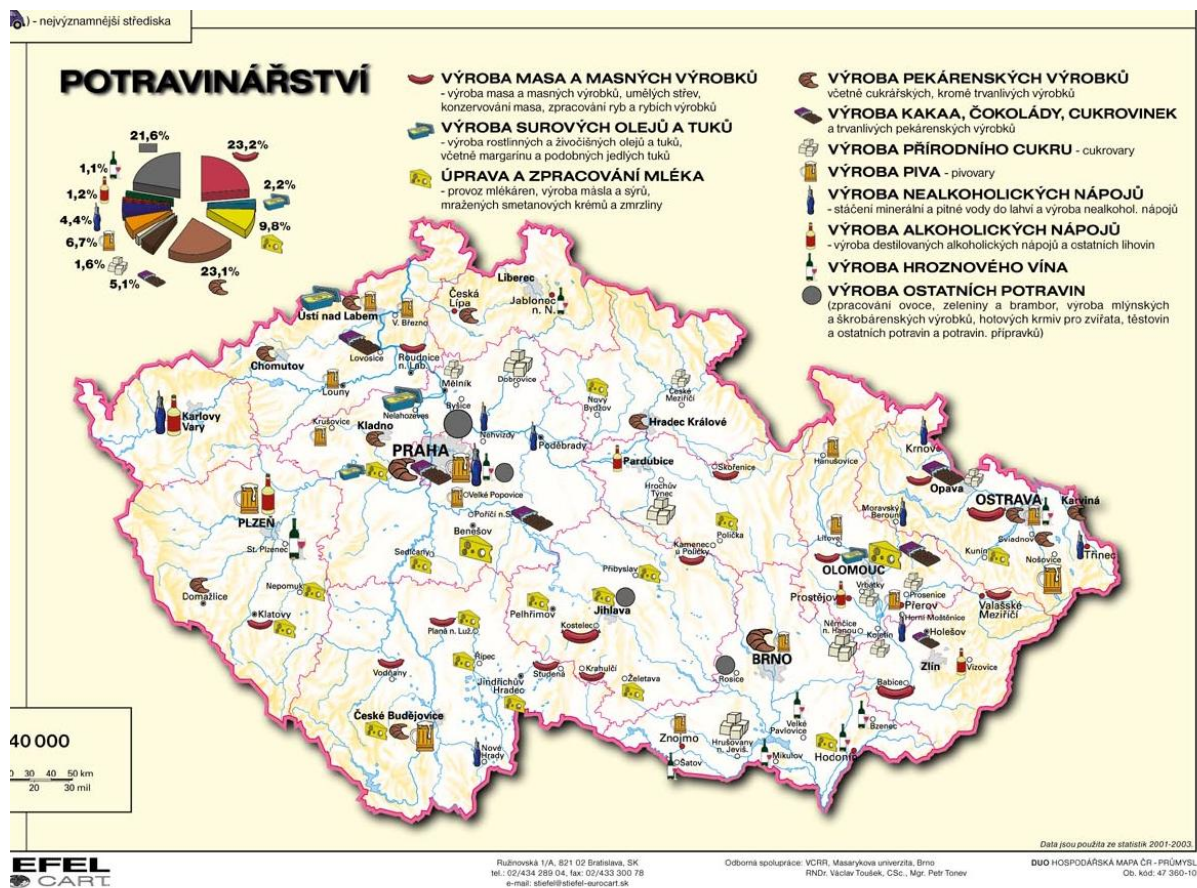 ) - nejvýznamnější střediska
POTRAVINÁŘSTVÍ
21,6%
23,2%
1,1%
2,2%
1,2%
4,4%
9,8%
6,7%
1,6%
5,1%
23,1%
VÝROBA MASA A MASNÝCH VÝROBKŮ
- výroba masa a masných výrobků, umělých střev,
konzervování masa, zpracování ryb a rybích výrobků
VÝROBA SUROVÝCH OLEJŮ A TUKŮ
- výroba rostlinných a živočišných olejů a tuků,
včetně margarínu a podobných jedlých tuků
ÚPRAVA A ZPRACOVÁNÍ MLÉKA
- provoz mlékáren, výroba másla a sýrů,
mražených smetanových krémů a zmrzliny
VÝROBA PEKÁRENSKÝCH VÝROBKŮ
včetně cukrářských, kromě trvanlivých výrobků
VÝROBA KAKAA, ČOKOLÁDY, CUKROVINEK
a trvanlivých pekárenských výrobků
VÝROBA PŘÍRODNÍHO CUKRU - cukrovary
VÝROBA PIVA - pivovary
VÝROBA NEALKOHOLICKÝCH NÁPOJŮ
- stáčení minerální a pitné vody do lahví a výroba nealkohol. nápojů
VÝROBA ALKOHOLICKÝCH NÁPOJŮ
- výroba destilovaných alkoholických nápojů a ostatních lihovin
VÝROBA HROZNOVÉHO VÍNA
VÝROBA OSTATNÍCH POTRAVIN
(zpracování ovoce, zeleniny a brambor, výroba mlýnských
a škrobárenských výrobků, hotových krmiv pro zvířata, těstovin
a ostatních potravin a potravin. přípravků)
Liberec
Česká
Lípa
Jablonec
n. N.
Ústí nad Labem
V. Březno
Lovosice
Roudnice
n. Lab.
Chomutov
Louny
Mělník
Dobrovice
České
Meziříčí
Nový
Bydžov
Karlovy
Vary
Nelahozeves
Byšice
Krušovice
Kladno
Nehvizdy
Poděbrady
Hradec Králové
PRAHA
Pardubice
Skořenice
Hanušovice
Krnov
Opava
OSTRAVA
Karviná
Velké Popovice
Hrochův
Týnec
PLZEŇ
Poříčí n.S.
Benešov
Moravský
Beroun
Sviadnov
Třinec
St. Plzenec
Sedlčany
Polička
Kamenec
u Poličky
Litovel
Kunín
Nošovice
OLOMOUC
Domažlice
Nepomuk
Přibyslav
Vrbátky
Prosenice
Prostějov
Přerov
Valašské
Meziříčí
Klatovy
Pelhřimov
Jihlava
Horní Moštěnice
Planá n. Luž.
Kostelec
Němčice
n. Hanou
Kojetín
Holešov
BRNO
Zlín
Vizovice
Vodňany
Řípec
Studená
Krahulčí
Rosice
Jindřichův
Hradec
Želetava
Babice
České Budějovice
Velké
Pavlovice
Bzenec
Znojmo
Nové
Hrady
Hrušovany
n. Jeviš.
Hodonín
Šatov
Mikulov
40 000
0 30 40 50 km
20 30 mil
Data jsou použita ze statistik 2001-2003.
EFEL
CART
Ružinovská 1/A, 821 02 Bratislava, SK
tel.: 02/434 289 04, fax: 02/433 300 78
e-mail: stiefel@stiefel-eurocart.sk
Odborná spolupráce: VCRR, Masarykova univerzita, Brno
RNDr. Václav Toušek, CSc., Mgr. Petr Tonev
DUO HOSPODÁŘSKÁ MAPA ČR - PRŮMYSL
Ob. kód: 47 360-10